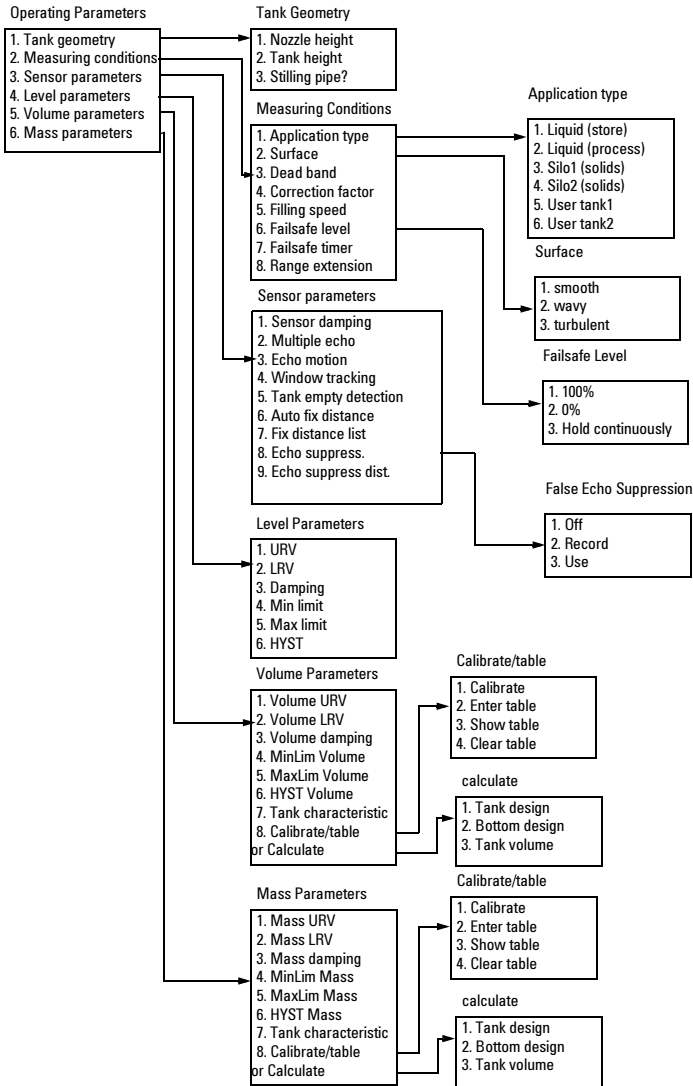 Operating Parameters
1. Tank geometry
2. Measuring conditions
3. Sensor parameters
4. Level parameters
5. Volume parameters
6. Mass parameters
Tank Geometry
1. Nozzle height
2. Tank height
3. Stilling pipe?
Measuring Conditions
1. Application type
2. Surface
3. Dead band
4. Correction factor
5. Filling speed
6. Failsafe level
7. Failsafe timer
8. Range extension
Application type
1. Liquid (store)
2. Liquid (process)
3. Silo1 (solids)
4. Silo2 (solids)
5. User tank1
6. User tank2
Surface
1. smooth
2. wavy
3. turbulent
Failsafe Level
1. 100%
2. 0%
3. Hold continuously
Sensor parameters
1. Sensor damping
2. Multiple echo
3. Echo motion
4. Window tracking
5. Tank empty detection
6. Auto fix distance
7. Fix distance list
8. Echo suppress.
9. Echo suppress dist.
False Echo Suppression
1. Off
2. Record
3. Use
Level Parameters
1. URV
2. LRV
3. Damping
4. Min limit
5. Max limit
6. HYST
Volume Parameters
1. Volume URV
2. Volume LRV
3. Volume damping
4. MinLim Volume
5. MaxLim Volume
6. HYST Volume
7. Tank characteristic
8. Calibrate/table
or Calculate
Calibrate/table
1. Calibrate
2. Enter table
3. Show table
4. Clear table
calculate
1. Tank design
2. Bottom design
3. Tank volume
Mass Parameters
1. Mass URV
2. Mass LRV
3. Mass damping
4. MinLim Mass
5. MaxLim Mass
6. HYST Mass
7. Tank characteristic
8. Calibrate/table
or Calculate
Calibrate/table
1. Calibrate
2. Enter table
3. Show table
4. Clear table
calculate
1. Tank design
2. Bottom design
3. Tank volume